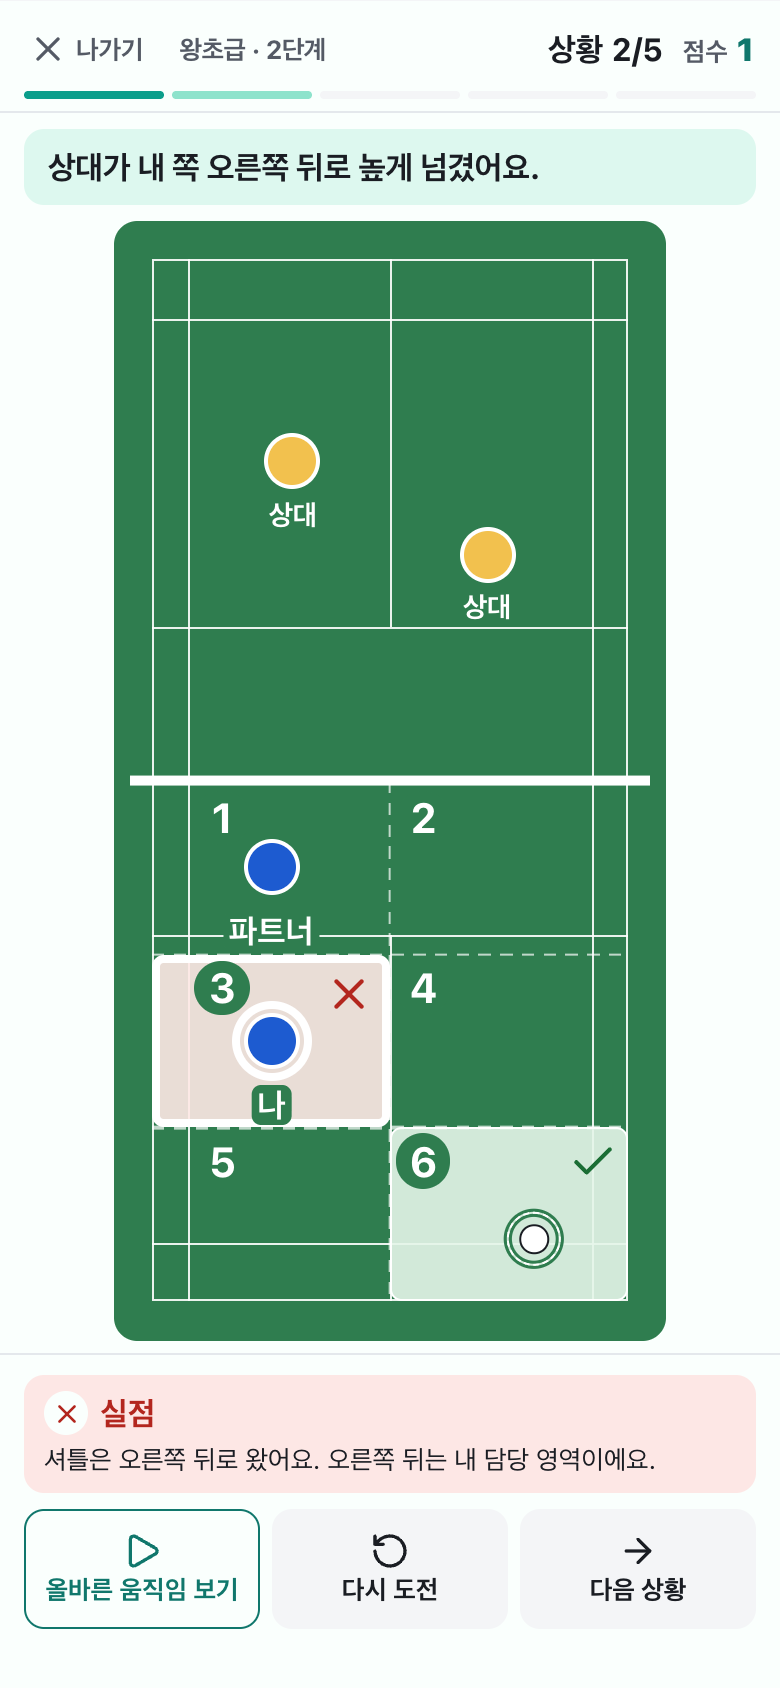 나가기 왕초급 · 2단계 상황 2/5 점수 1
상대가 내 쪽 오른쪽 뒤로 높게 넘겼어요.
상대
상대
1 2
파트너
3 4
나
5 6
실점
셔틀은 오른쪽 뒤로 왔어요. 오른쪽 뒤는 내 담당 영역이에요.
올바른 움직임 보기 다시 도전 다음 상황